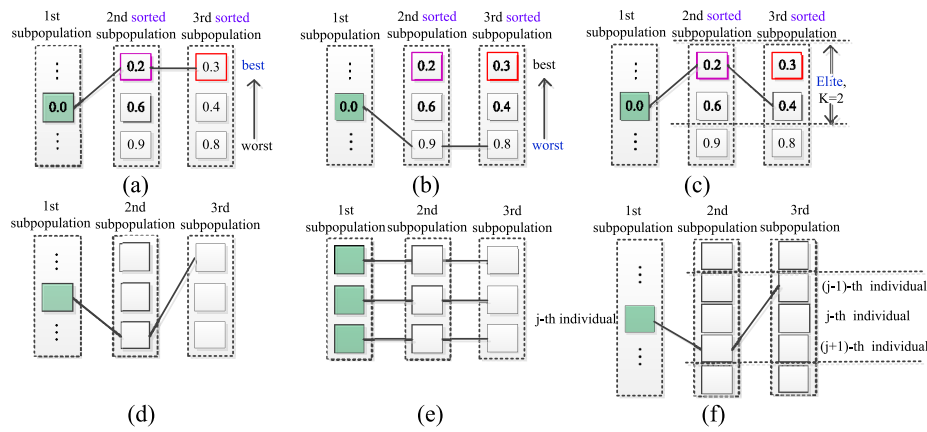 1st
subpopulation
2nd sorted
subpopulation
3rd sorted
subpopulation
0.0
0.2
0.6
0.9
0.3
0.4
0.8
best
worst
(a)
1st
subpopulation
2nd sorted
subpopulation
3rd sorted
subpopulation
0.0
0.2
0.6
0.9
0.3
0.4
0.8
best
worst
(b)
1st
subpopulation
2nd sorted
subpopulation
3rd sorted
subpopulation
0.0
0.2
0.6
0.9
0.3
0.4
0.8
Elite,
K=2
(c)
1st
subpopulation
2nd
subpopulation
3rd
subpopulation
(d)
1st
subpopulation
2nd
subpopulation
3rd
subpopulation
j-th individual
(e)
1st
subpopulation
2nd
subpopulation
3rd
subpopulation
(j-1)-th individual
j-th individual
(j+1)-th individual
(f)